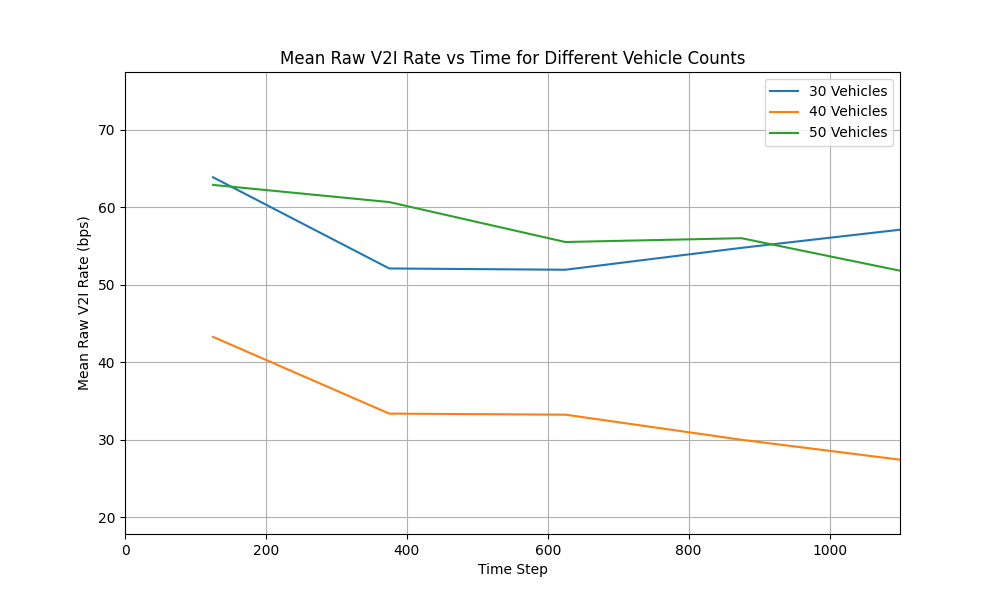 Mean Raw V2I Rate vs Time for Different Vehicle Counts
30 Vehicles
40 Vehicles
50 Vehicles
Mean Raw V2I Rate (bps)
70
60
50
40
30
20
0 200 400 600 800 1000
Time Step